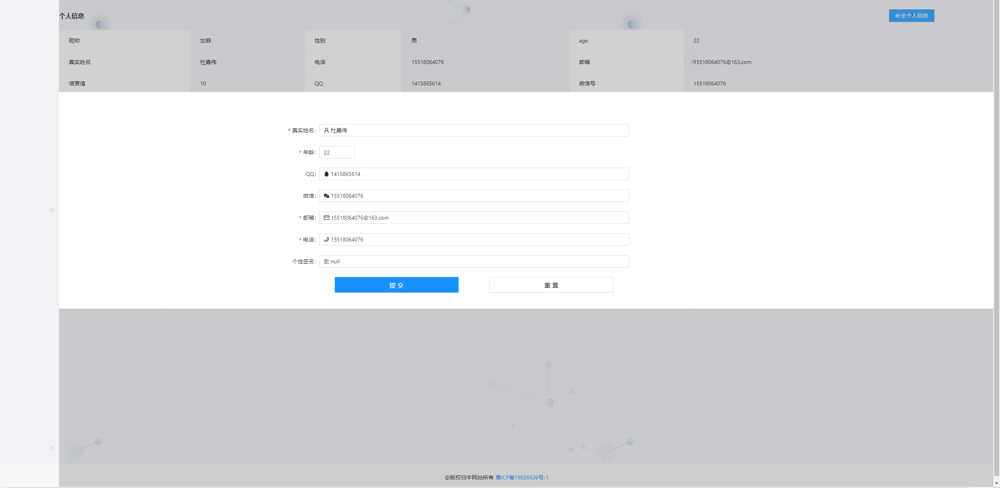 个人信息
补全个人信息
昵称 加菲 性别 男 age 22
真实姓名 杜嘉伟 电话 15518064076 邮箱 15518064076@163.com
信誉值 10 QQ 1415865614 微信号 15518064076
* 真实姓名: 杜嘉伟
* 年龄: 22
QQ: 1415865614
微信: 15518064076
* 邮箱: 15518064076@163.com
* 电话: 15518064076
个性签名: null
提 交 重 置
@版权归本网站所有 豫ICP备19026526号-1